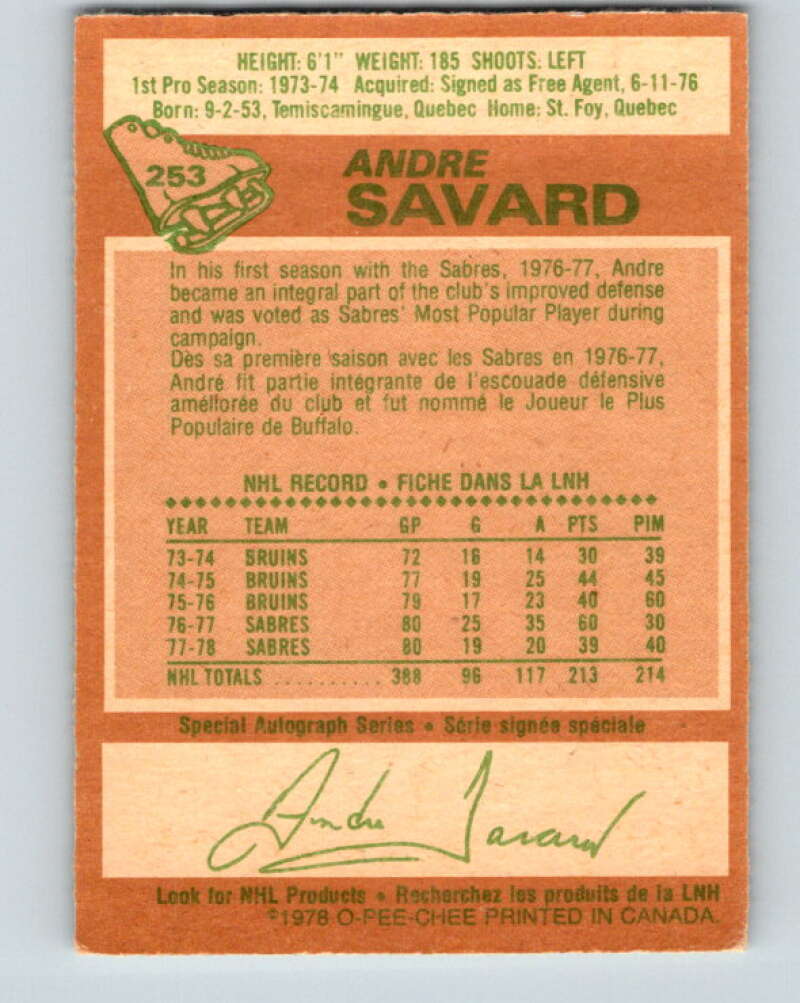 HEIGHT: 6'1" WEIGHT: 185 SHOOTS: LEFT
1st Pro Season: 1973-74 Acquired: Signed as Free Agent, 6-11-76
Born: 9-2-53, Temiscamingue, Quebec Home: St. Foy, Quebec
253
ANDRE
SAVARD
In his first season with the Sabres, 1976-77, Andre
became an integral part of the club's improved defense
and was voted as Sabres' Most Popular Player during
campaign.
Dès sa première saison avec les Sabres en 1976-77,
André fit partie intégrante de l'escouade défensive
améliorée du club et fut nommé le Joueur le Plus
Populaire de Buffalo.
NHL RECORD • FICHE DANS LA LNH
YEAR TEAM GP G A PTS PIM
73-74 BRUINS 72 16 14 30 39
74-75 BRUINS 77 19 25 44 45
75-76 BRUINS 79 17 23 40 60
76-77 SABRES 80 25 35 60 30
77-78 SABRES 80 19 20 39 40
NHL TOTALS .......... 388 96 117 213 214
Special Autograph Series • Série signée spéciale
Andre Savard
Look for NHL Products • Recherchez les produits de la LNH
©1978 O-PEE-CHEE PRINTED IN CANADA.